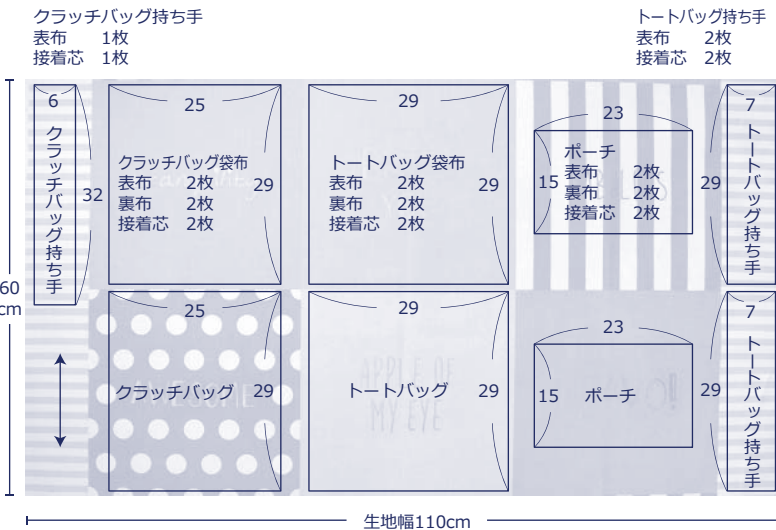 クラッチバッグ持ち手
表布 1枚
接着芯 1枚
トートバッグ持ち手
表布 2枚
接着芯 2枚
6
クラッチバッグ持ち手
32
25
クラッチバッグ袋布
表布 2枚
裏布 2枚
接着芯 2枚
29
29
トートバッグ袋布
表布 2枚
裏布 2枚
接着芯 2枚
29
23
ポーチ
表布 2枚
裏布 2枚
接着芯 2枚
15
29
7
トートバッグ持ち手
60
cm
25
クラッチバッグ
29
AWESOME
29
トートバッグ
29
APPLE OF
MY EYE
23
15
ポーチ
29
7
トートバッグ持ち手
生地幅110cm